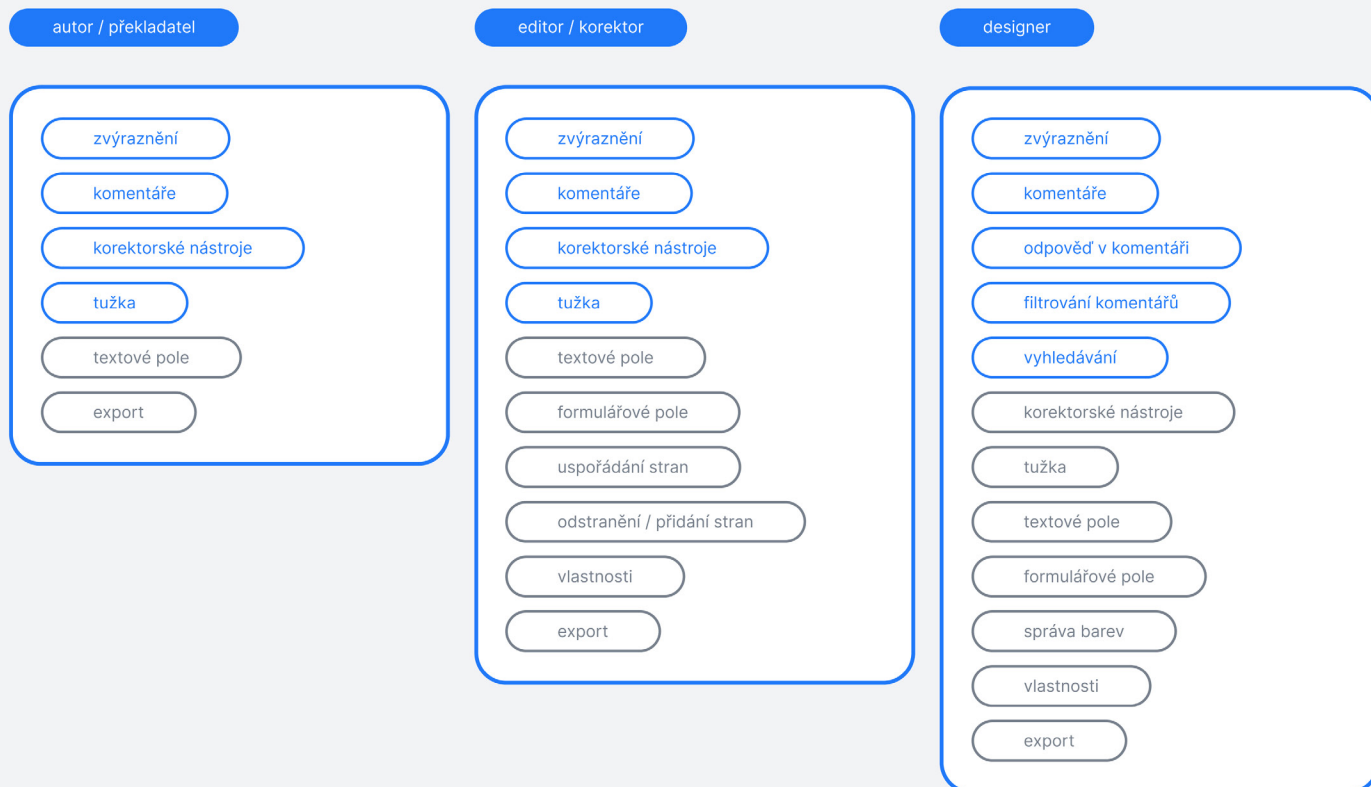 autor / překladatel
zvýraznění
komentáře
korektorské nástroje
tužka
textové pole
export
editor / korektor
zvýraznění
komentáře
korektorské nástroje
tužka
textové pole
formulářové pole
uspořádání stran
odstranění / přidání stran
vlastnosti
export
designer
zvýraznění
komentáře
odpověď v komentáři
filtrování komentářů
vyhledávání
korektorské nástroje
tužka
textové pole
formulářové pole
správa barev
vlastnosti
export